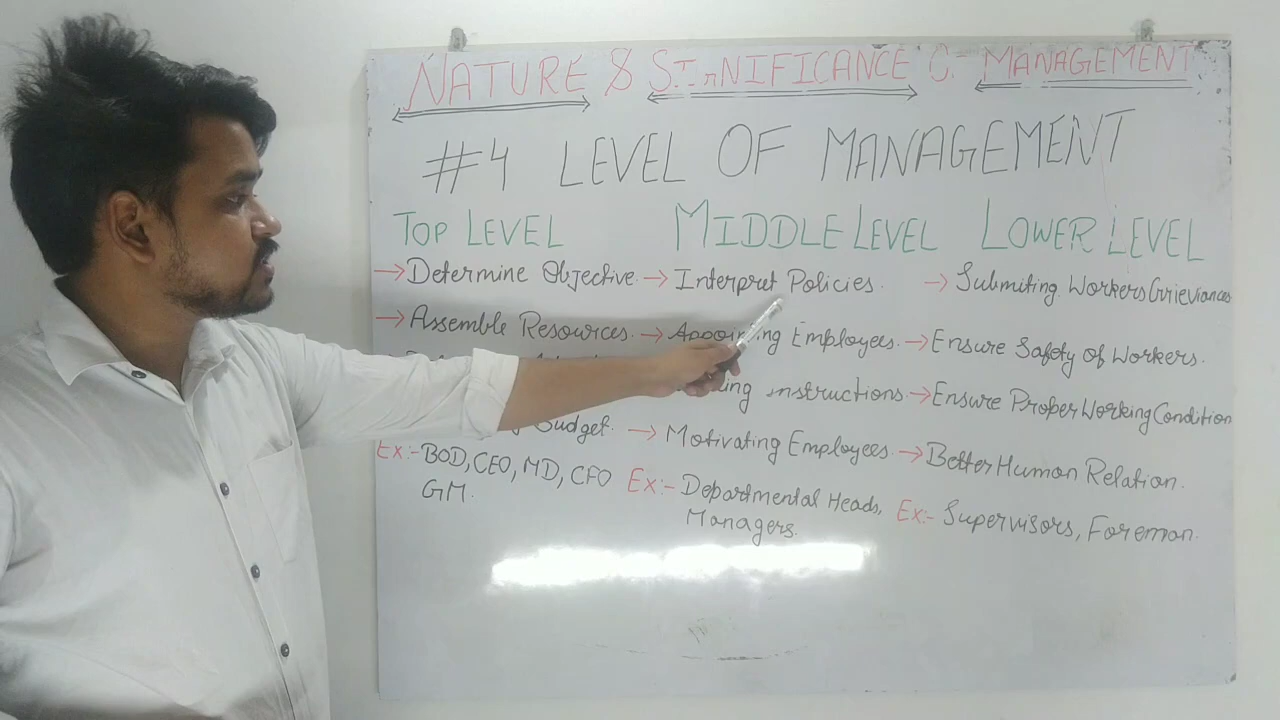 NATURE & SIGNIFICANCE O. MANAGEMENT
#4 LEVEL OF MANAGEMENT
TOP LEVEL
→ Determine Objective.
→ Assemble Resources.
Budget.
Ex:- BOD, CEO, MD, CFO
GM.
MIDDLE LEVEL
→ Interpret Policies.
→ Appointing Employees.
instructions.
→ Motivating Employees.
Ex:- Departmental Heads,
Managers.
LOWER LEVEL
→ Submiting Workers Grrieviances
→ Ensure Safety of Workers.
→ Ensure Proper Working Condition
→ Better Human Relation.
Ex:- Supervisors, Foreman.